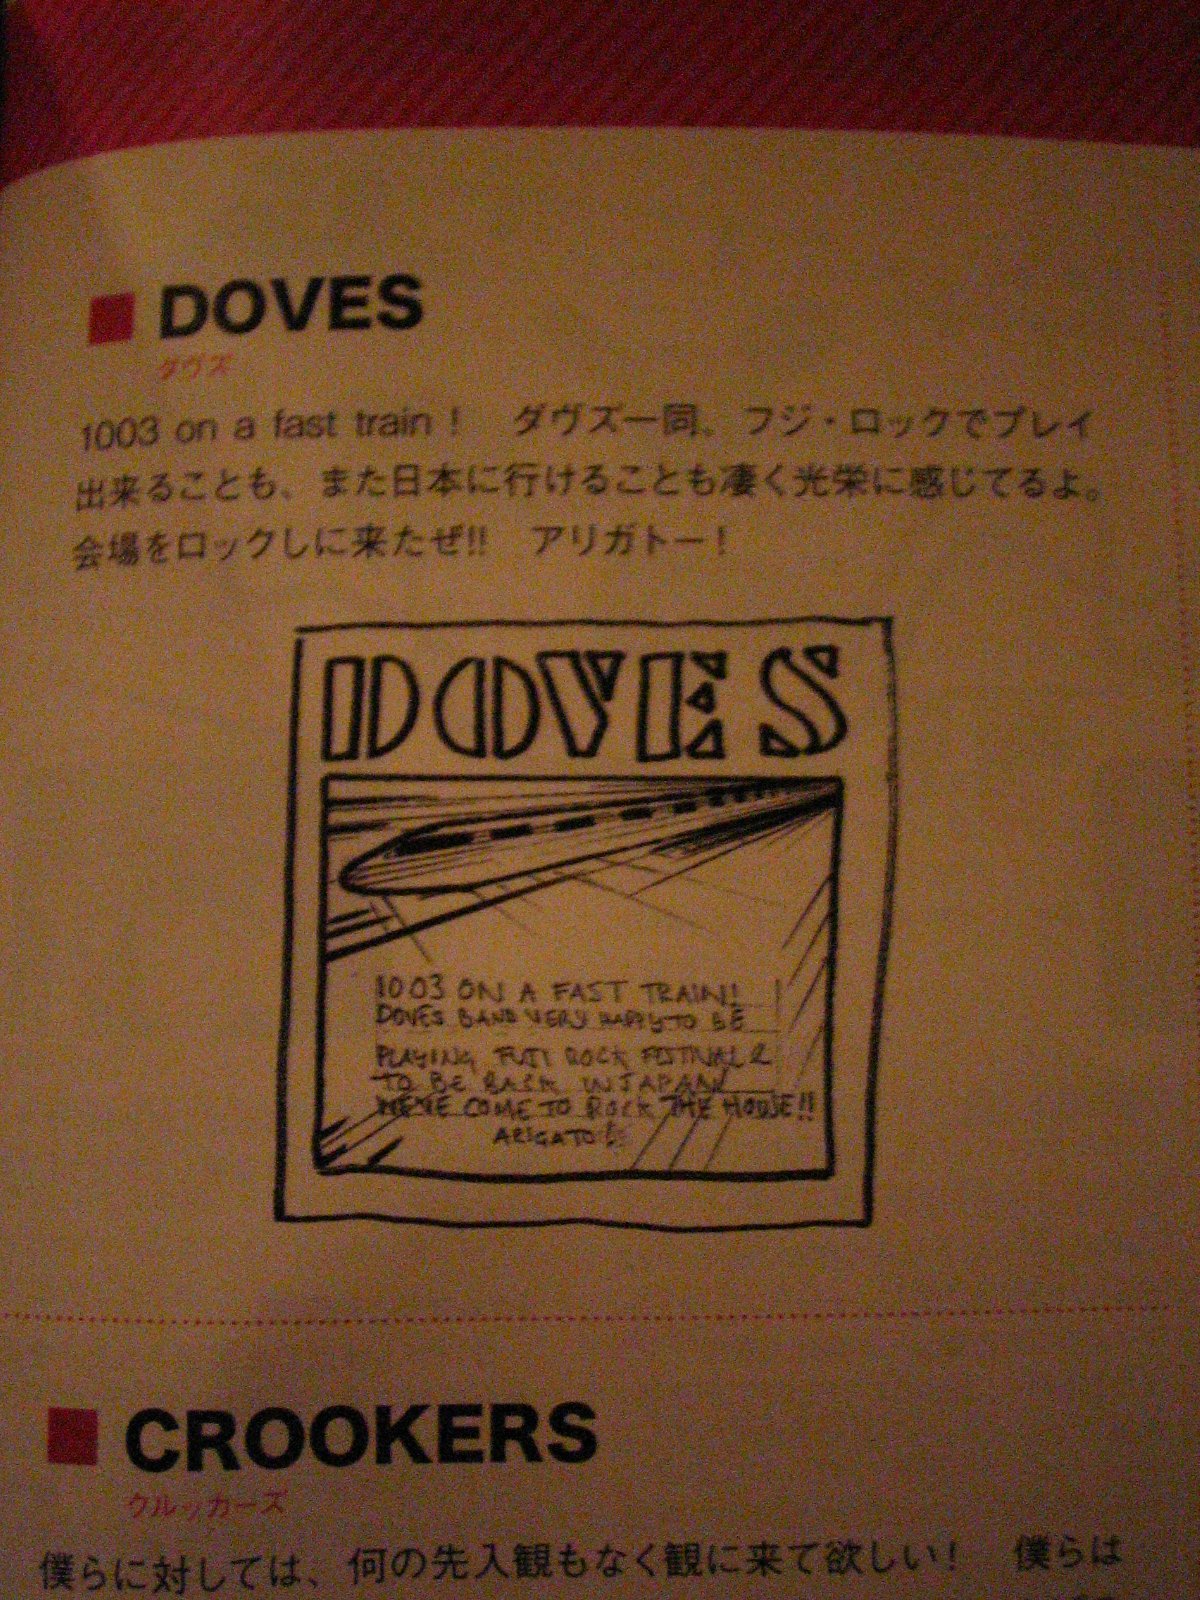 DOVES
ダヴズ
1003 on a fast train！　ダヴズ一同、フジ・ロックでプレイ
出来ることも、また日本に行けることも凄く光栄に感じてるよ。
会場をロックしに来たぜ!!　アリガトー！
DOVES
1003 ON A FAST TRAIN!
DOVES BAND VERY HAPPY TO BE
PLAYING FUJI ROCK FESTIVAL &
TO BE BACK IN JAPAN!
WE'VE COME TO ROCK THE HOUSE!!
ARIGATO!
CROOKERS
クルッカーズ
僕らに対しては、何の先入観もなく観に来て欲しい！　僕らは